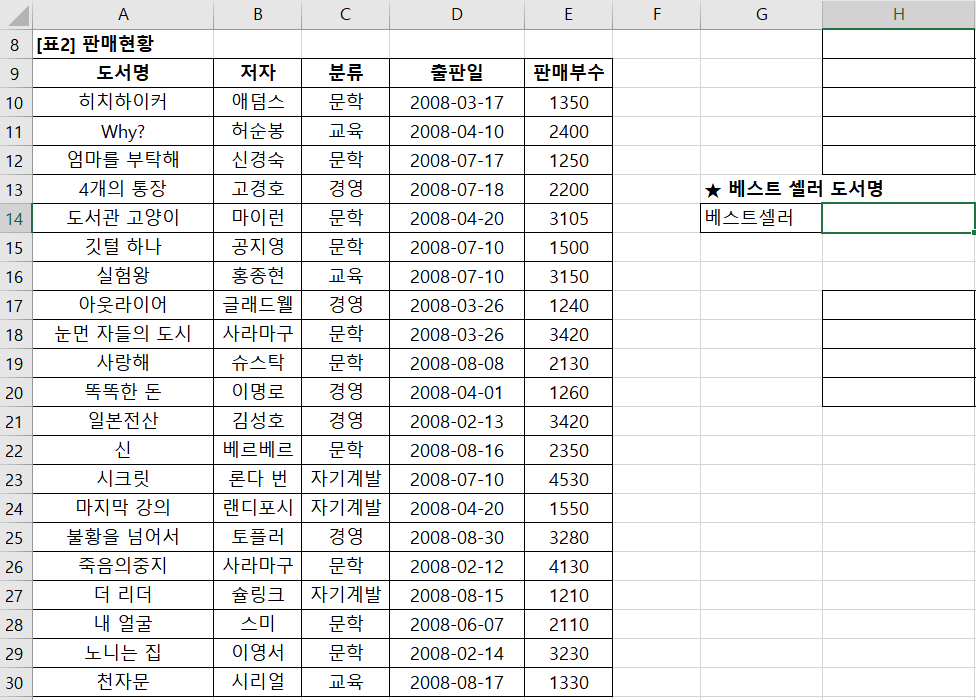 A B C D E F G H
8 [표2] 판매현황
9 도서명 저자 분류 출판일 판매부수
10 히치하이커 애덤스 문학 2008-03-17 1350
11 Why? 허순봉 교육 2008-04-10 2400
12 엄마를 부탁해 신경숙 문학 2008-07-17 1250
13 4개의 통장 고경호 경영 2008-07-18 2200 ★ 베스트 셀러 도서명
14 도서관 고양이 마이런 문학 2008-04-20 3105 베스트셀러
15 깃털 하나 공지영 문학 2008-07-10 1500
16 실험왕 홍종현 교육 2008-07-10 3150
17 아웃라이어 글래드웰 경영 2008-03-26 1240
18 눈먼 자들의 도시 사라마구 문학 2008-03-26 3420
19 사랑해 슈스탁 문학 2008-08-08 2130
20 똑똑한 돈 이명로 경영 2008-04-01 1260
21 일본전산 김성호 경영 2008-02-13 3420
22 신 베르베르 문학 2008-08-16 2350
23 시크릿 론다 번 자기계발 2008-07-10 4530
24 마지막 강의 랜디포시 자기계발 2008-04-20 1550
25 불황을 넘어서 토플러 경영 2008-08-30 3280
26 죽음의중지 사라마구 문학 2008-02-12 4130
27 더 리더 슐링크 자기계발 2008-08-15 1210
28 내 얼굴 스미 문학 2008-06-07 2110
29 노니는 집 이영서 문학 2008-02-14 3230
30 천자문 시리얼 교육 2008-08-17 1330